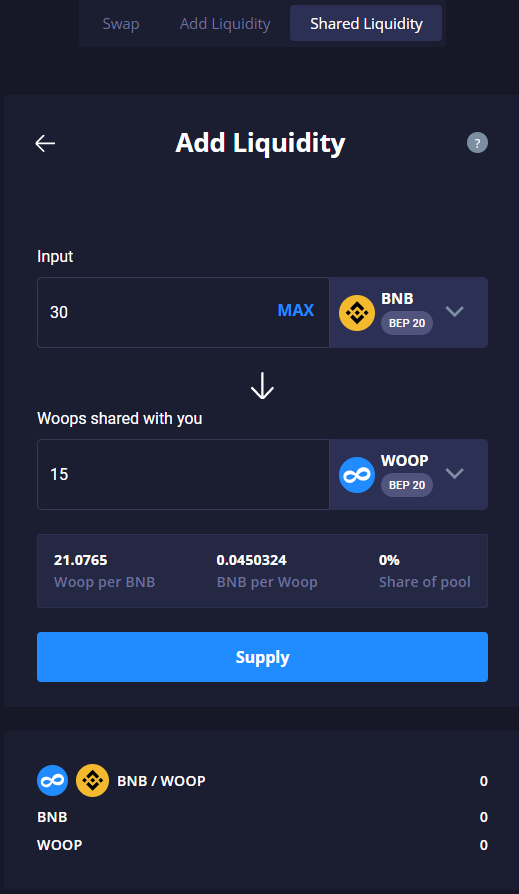 Swap Add Liquidity Shared Liquidity
Add Liquidity ?
Input
30 MAX BNB
BEP 20
Woops shared with you
15 WOOP
BEP 20
21.0765 0.0450324 0%
Woop per BNB BNB per Woop Share of pool
Supply
BNB / WOOP 0
BNB 0
WOOP 0